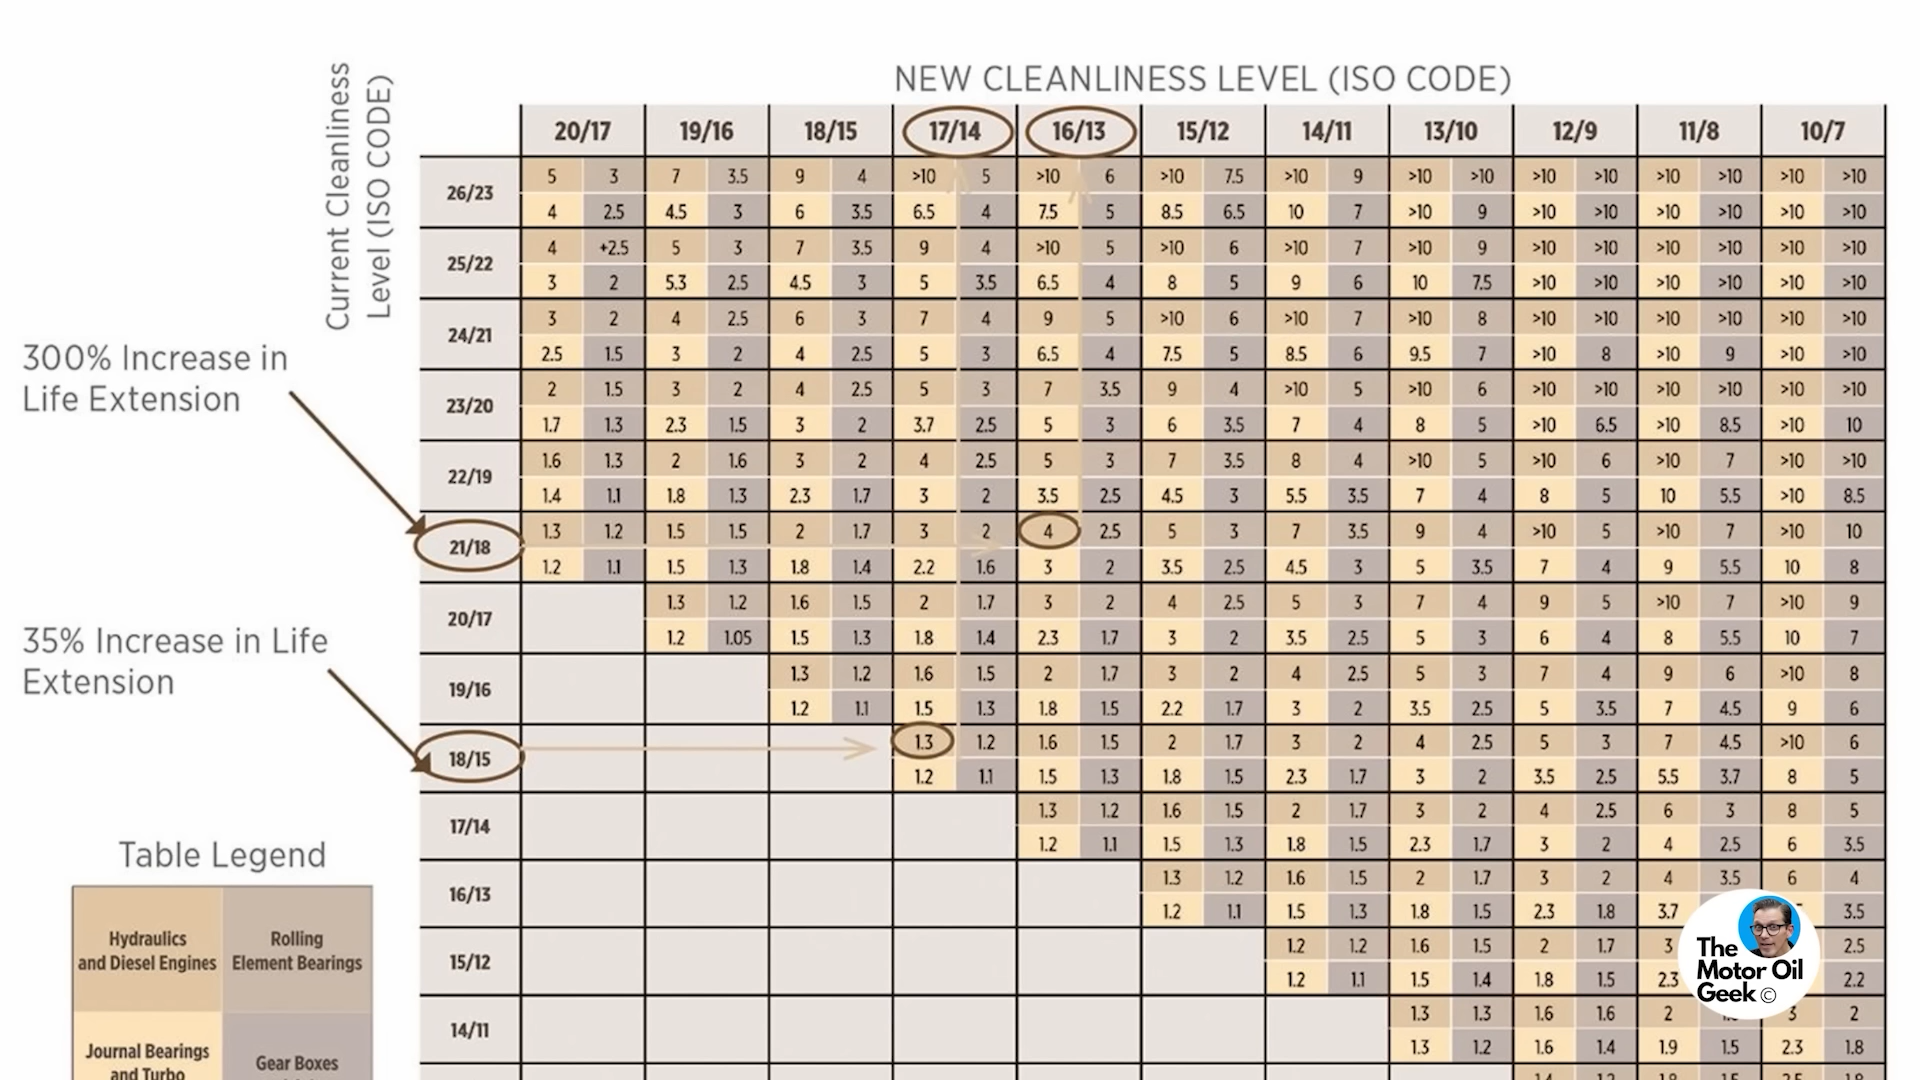 NEW CLEANLINESS LEVEL (ISO CODE)
Current Cleanliness
Level (ISO CODE)
20/17 19/16 18/15 17/14 16/13 15/12 14/11 13/10 12/9 11/8 10/7
26/23
5 3 7 3.5 9 4 >10 5 >10 6 >10 7.5 >10 9 >10 >10 >10 >10 >10 >10 >10 >10
4 2.5 4.5 3 6 3.5 6.5 4 7.5 5 8.5 6.5 10 7 >10 9 >10 >10 >10 >10 >10 >10
25/22
4 +2.5 5 3 7 3.5 9 4 >10 5 >10 6 >10 7 >10 9 >10 >10 >10 >10 >10 >10
3 2 5.3 2.5 4.5 3 5 3.5 6.5 4 8 5 9 6 10 7.5 >10 >10 >10 >10 >10 >10
24/21
3 2 4 2.5 6 3 7 4 9 5 >10 6 >10 7 >10 8 >10 >10 >10 >10 >10 >10
2.5 1.5 3 2 4 2.5 5 3 6.5 4 7.5 5 8.5 6 9.5 7 >10 8 >10 9 >10 >10
300% Increase in
Life Extension
23/20
2 1.5 3 2 4 2.5 5 3 7 3.5 9 4 >10 5 >10 6 >10 >10 >10 >10 >10 >10
1.7 1.3 2.3 1.5 3 2 3.7 2.5 5 3 6 3.5 7 4 8 5 >10 6.5 >10 8.5 >10 10
22/19
1.6 1.3 2 1.6 3 2 4 2.5 5 3 7 3.5 8 4 >10 5 >10 6 >10 7 >10 >10
1.4 1.1 1.8 1.3 2.3 1.7 3 2 3.5 2.5 4.5 3 5.5 3.5 7 4 8 5 10 5.5 >10 8.5
21/18
1.3 1.2 1.5 1.5 2 1.7 3 2 4 2.5 5 3 7 3.5 9 4 >10 5 >10 7 >10 10
1.2 1.1 1.5 1.3 1.8 1.4 2.2 1.6 3 2 3.5 2.5 4.5 3 5 3.5 7 4 9 5.5 10 8
20/17
1.3 1.2 1.6 1.5 2 1.7 3 2 4 2.5 5 3 7 4 9 5 >10 7 >10 9
1.2 1.05 1.5 1.3 1.8 1.4 2.3 1.7 3 2 3.5 2.5 5 3 6 4 8 5.5 10 7
35% Increase in Life
Extension
19/16
1.3 1.2 1.6 1.5 2 1.7 3 2 4 2.5 5 3 7 4 9 6 >10 8
1.2 1.1 1.5 1.3 1.8 1.5 2.2 1.7 3 2 3.5 2.5 5 3.5 7 4.5 9 6
18/15
1.3 1.2 1.6 1.5 2 1.7 3 2 4 2.5 5 3 7 4.5 >10 6
1.2 1.1 1.5 1.3 1.8 1.5 2.3 1.7 3 2 3.5 2.5 5.5 3.7 8 5
17/14
1.3 1.2 1.6 1.5 2 1.7 3 2 4 2.5 6 3 8 5
1.2 1.1 1.5 1.3 1.8 1.5 2.3 1.7 3 2 4 2.5 6 3.5
16/13
1.3 1.2 1.6 1.5 2 1.7 3 2 4 3.5 6 4
1.2 1.1 1.5 1.3 1.8 1.5 2.3 1.8 3.7 3.5
15/12
1.2 1.2 1.6 1.5 2 1.7 3 2.5
1.2 1.1 1.5 1.4 1.8 1.5 2.3 2.2
14/11
1.3 1.3 1.6 1.6 2 3 2
1.3 1.2 1.6 1.4 1.9 1.5 2.3 1.8
Table Legend
Hydraulics
and Diesel Engines
Rolling
Element Bearings
Journal Bearings
and Turbo
Gear Boxes
The
Motor Oil
Geek ©